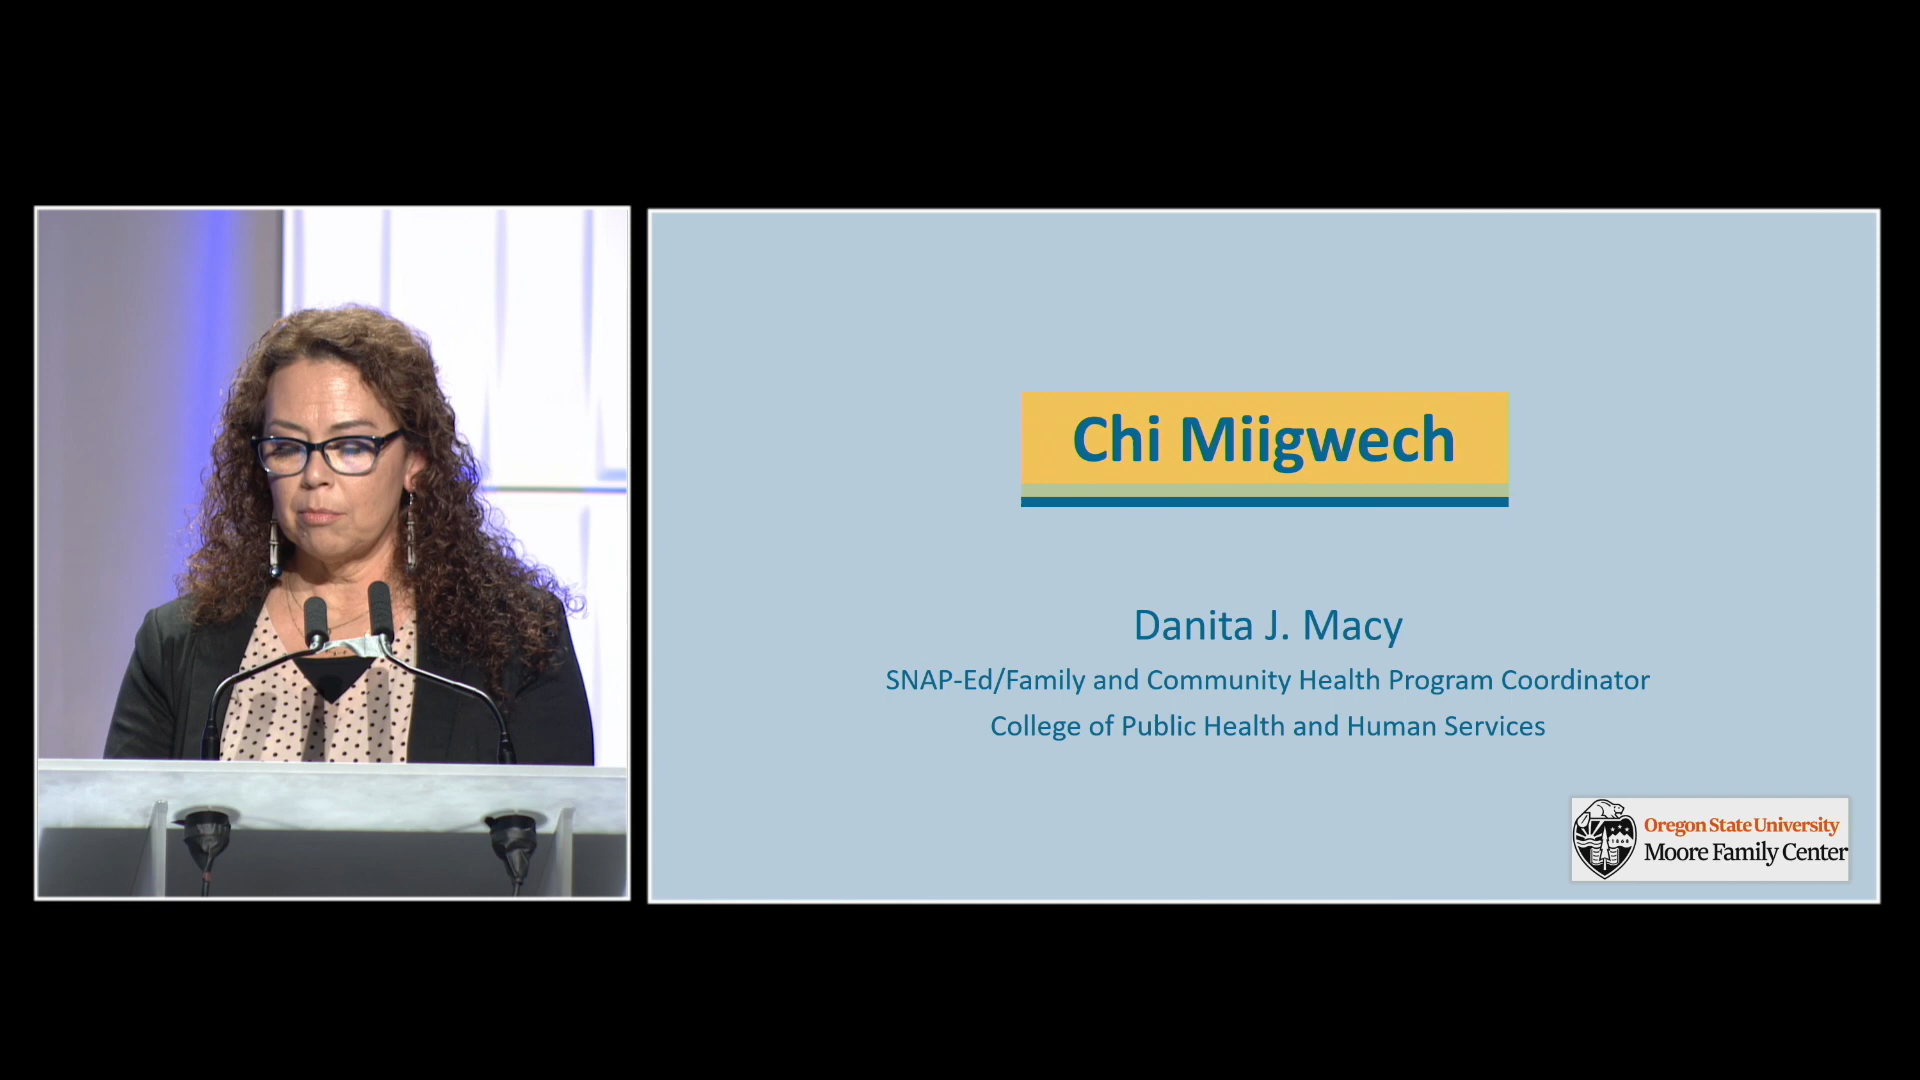 Chi Miigwech
Danita J. Macy
SNAP-Ed/Family and Community Health Program Coordinator
College of Public Health and Human Services
1868
Oregon State University
Moore Family Center